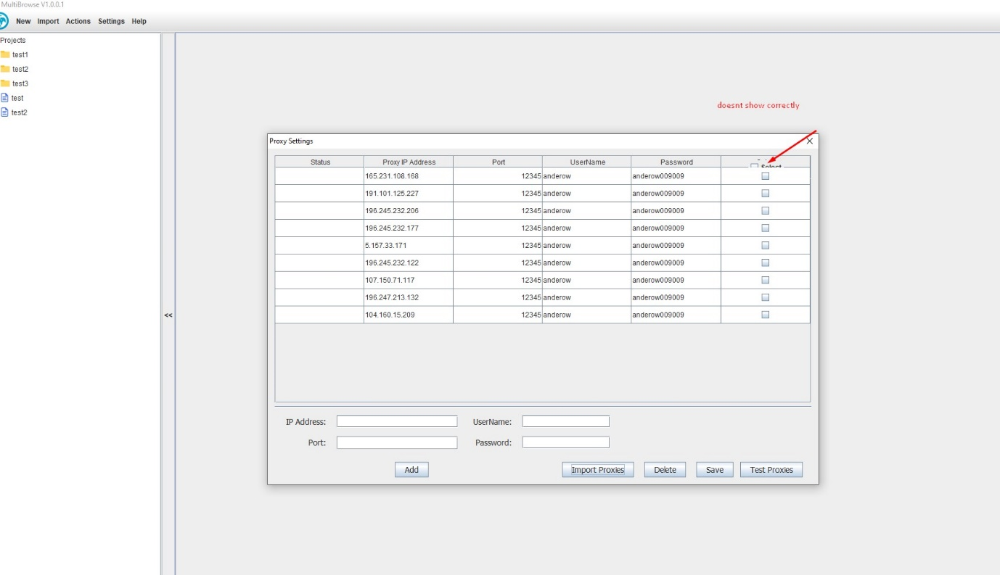 MultiBrowse V1.0.0.1
New Import Actions Settings Help
Projects
test1
test2
test3
test
test2
<<
doesnt show correctly
Proxy Settings
Status Proxy IP Address Port UserName Password Select
165.231.108.168 12345 anderow anderow009009
191.101.125.227 12345 anderow anderow009009
196.245.232.206 12345 anderow anderow009009
196.245.232.177 12345 anderow anderow009009
5.157.33.171 12345 anderow anderow009009
196.245.232.122 12345 anderow anderow009009
107.150.71.117 12345 anderow anderow009009
196.247.213.132 12345 anderow anderow009009
104.160.15.209 12345 anderow anderow009009
IP Address: UserName:
Port: Password:
Add Import Proxies Delete Save Test Proxies